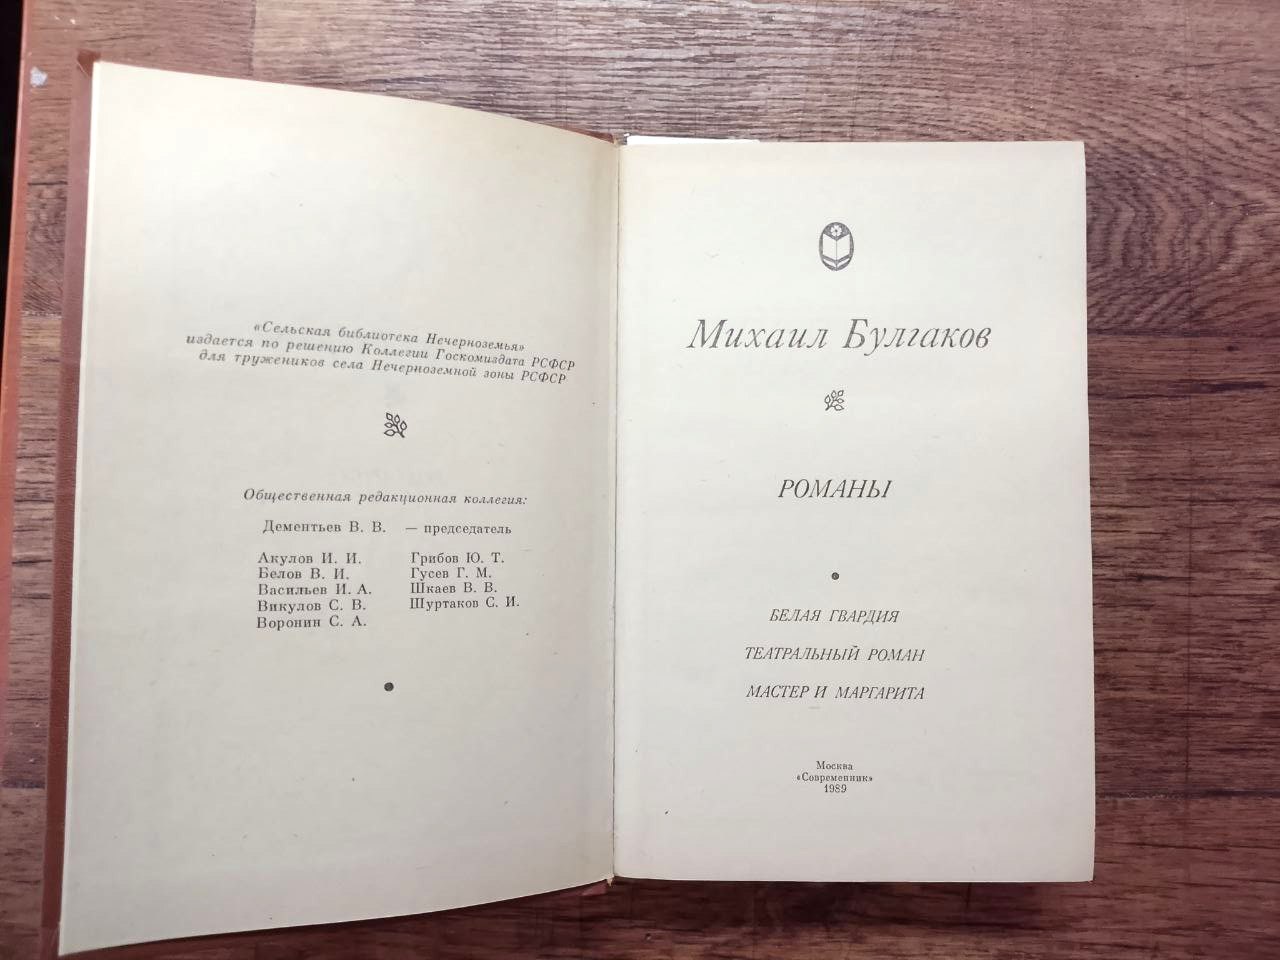 «Сельская библиотека Нечерноземья»
издается по решению Коллегии Госкомиздата РСФСР
для тружеников села Нечерноземной зоны РСФСР
Общественная редакционная коллегия:
Дементьев В. В. — председатель
Акулов И. И.
Белов В. И.
Васильев И. А.
Викулов С. В.
Воронин С. А.
Грибов Ю. Т.
Гусев Г. М.
Шкаев В. В.
Шуртаков С. И.
Михаил Булгаков
РОМАНЫ
БЕЛАЯ ГВАРДИЯ
ТЕАТРАЛЬНЫЙ РОМАН
МАСТЕР И МАРГАРИТА
Москва
«Современник»
1989